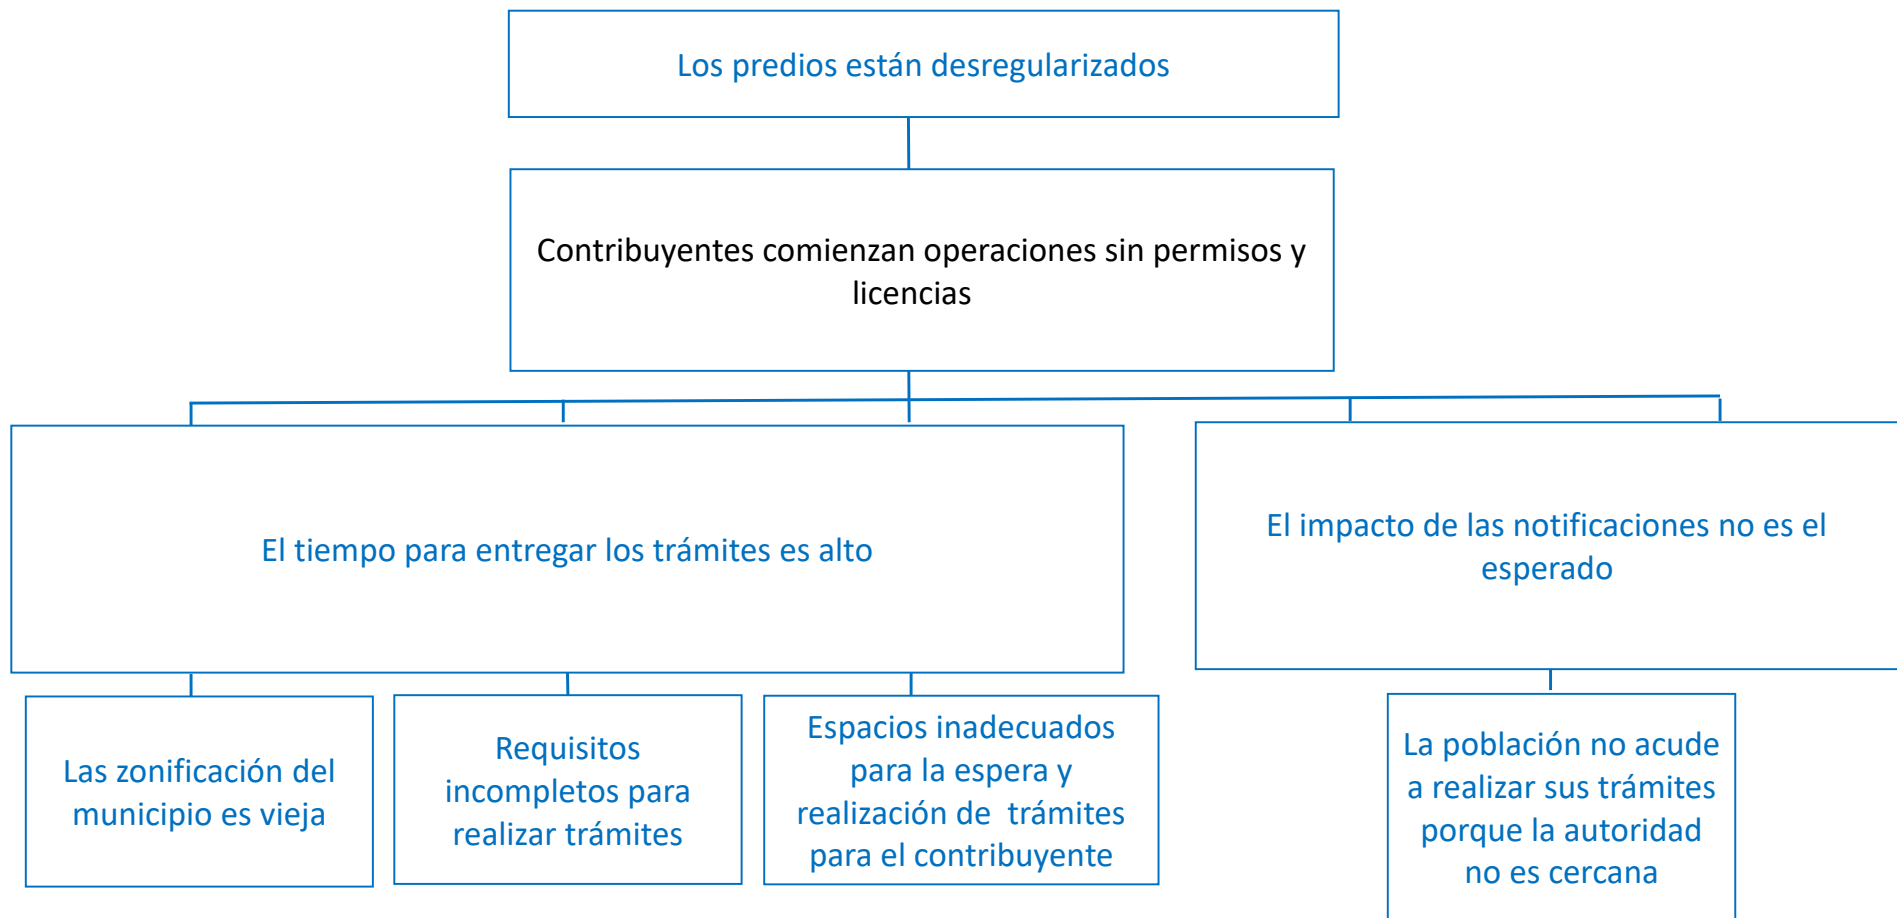 Los predios están desregularizados
Contribuyentes comienzan operaciones sin permisos y
licencias
El tiempo para entregar los trámites es alto
El impacto de las notificaciones no es el
esperado
Las zonificación del
municipio es vieja
Requisitos
incompletos para
realizar trámites
Espacios inadecuados
para la espera y
realización de  trámites
para el contribuyente
La población no acude
a realizar sus trámites
porque la autoridad
no es cercana